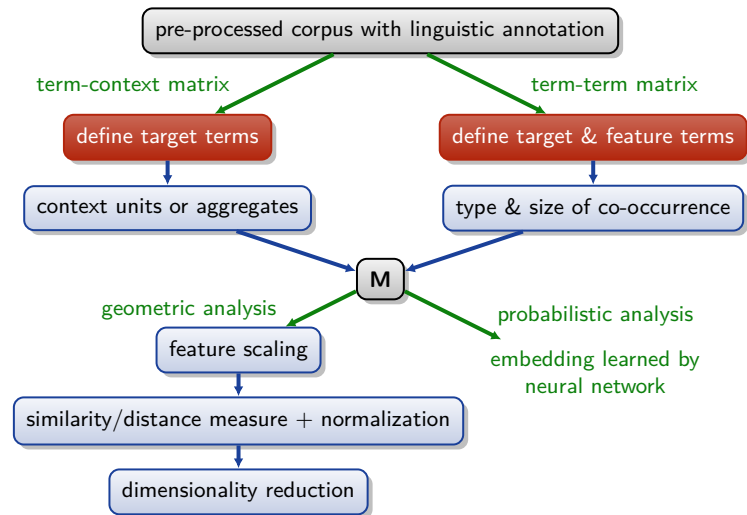 pre-processed corpus with linguistic annotation
term-context matrix
term-term matrix
define target terms
define target & feature terms
context units or aggregates
type & size of co-occurrence
M
geometric analysis
probabilistic analysis
feature scaling
embedding learned by
neural network
similarity/distance measure + normalization
dimensionality reduction